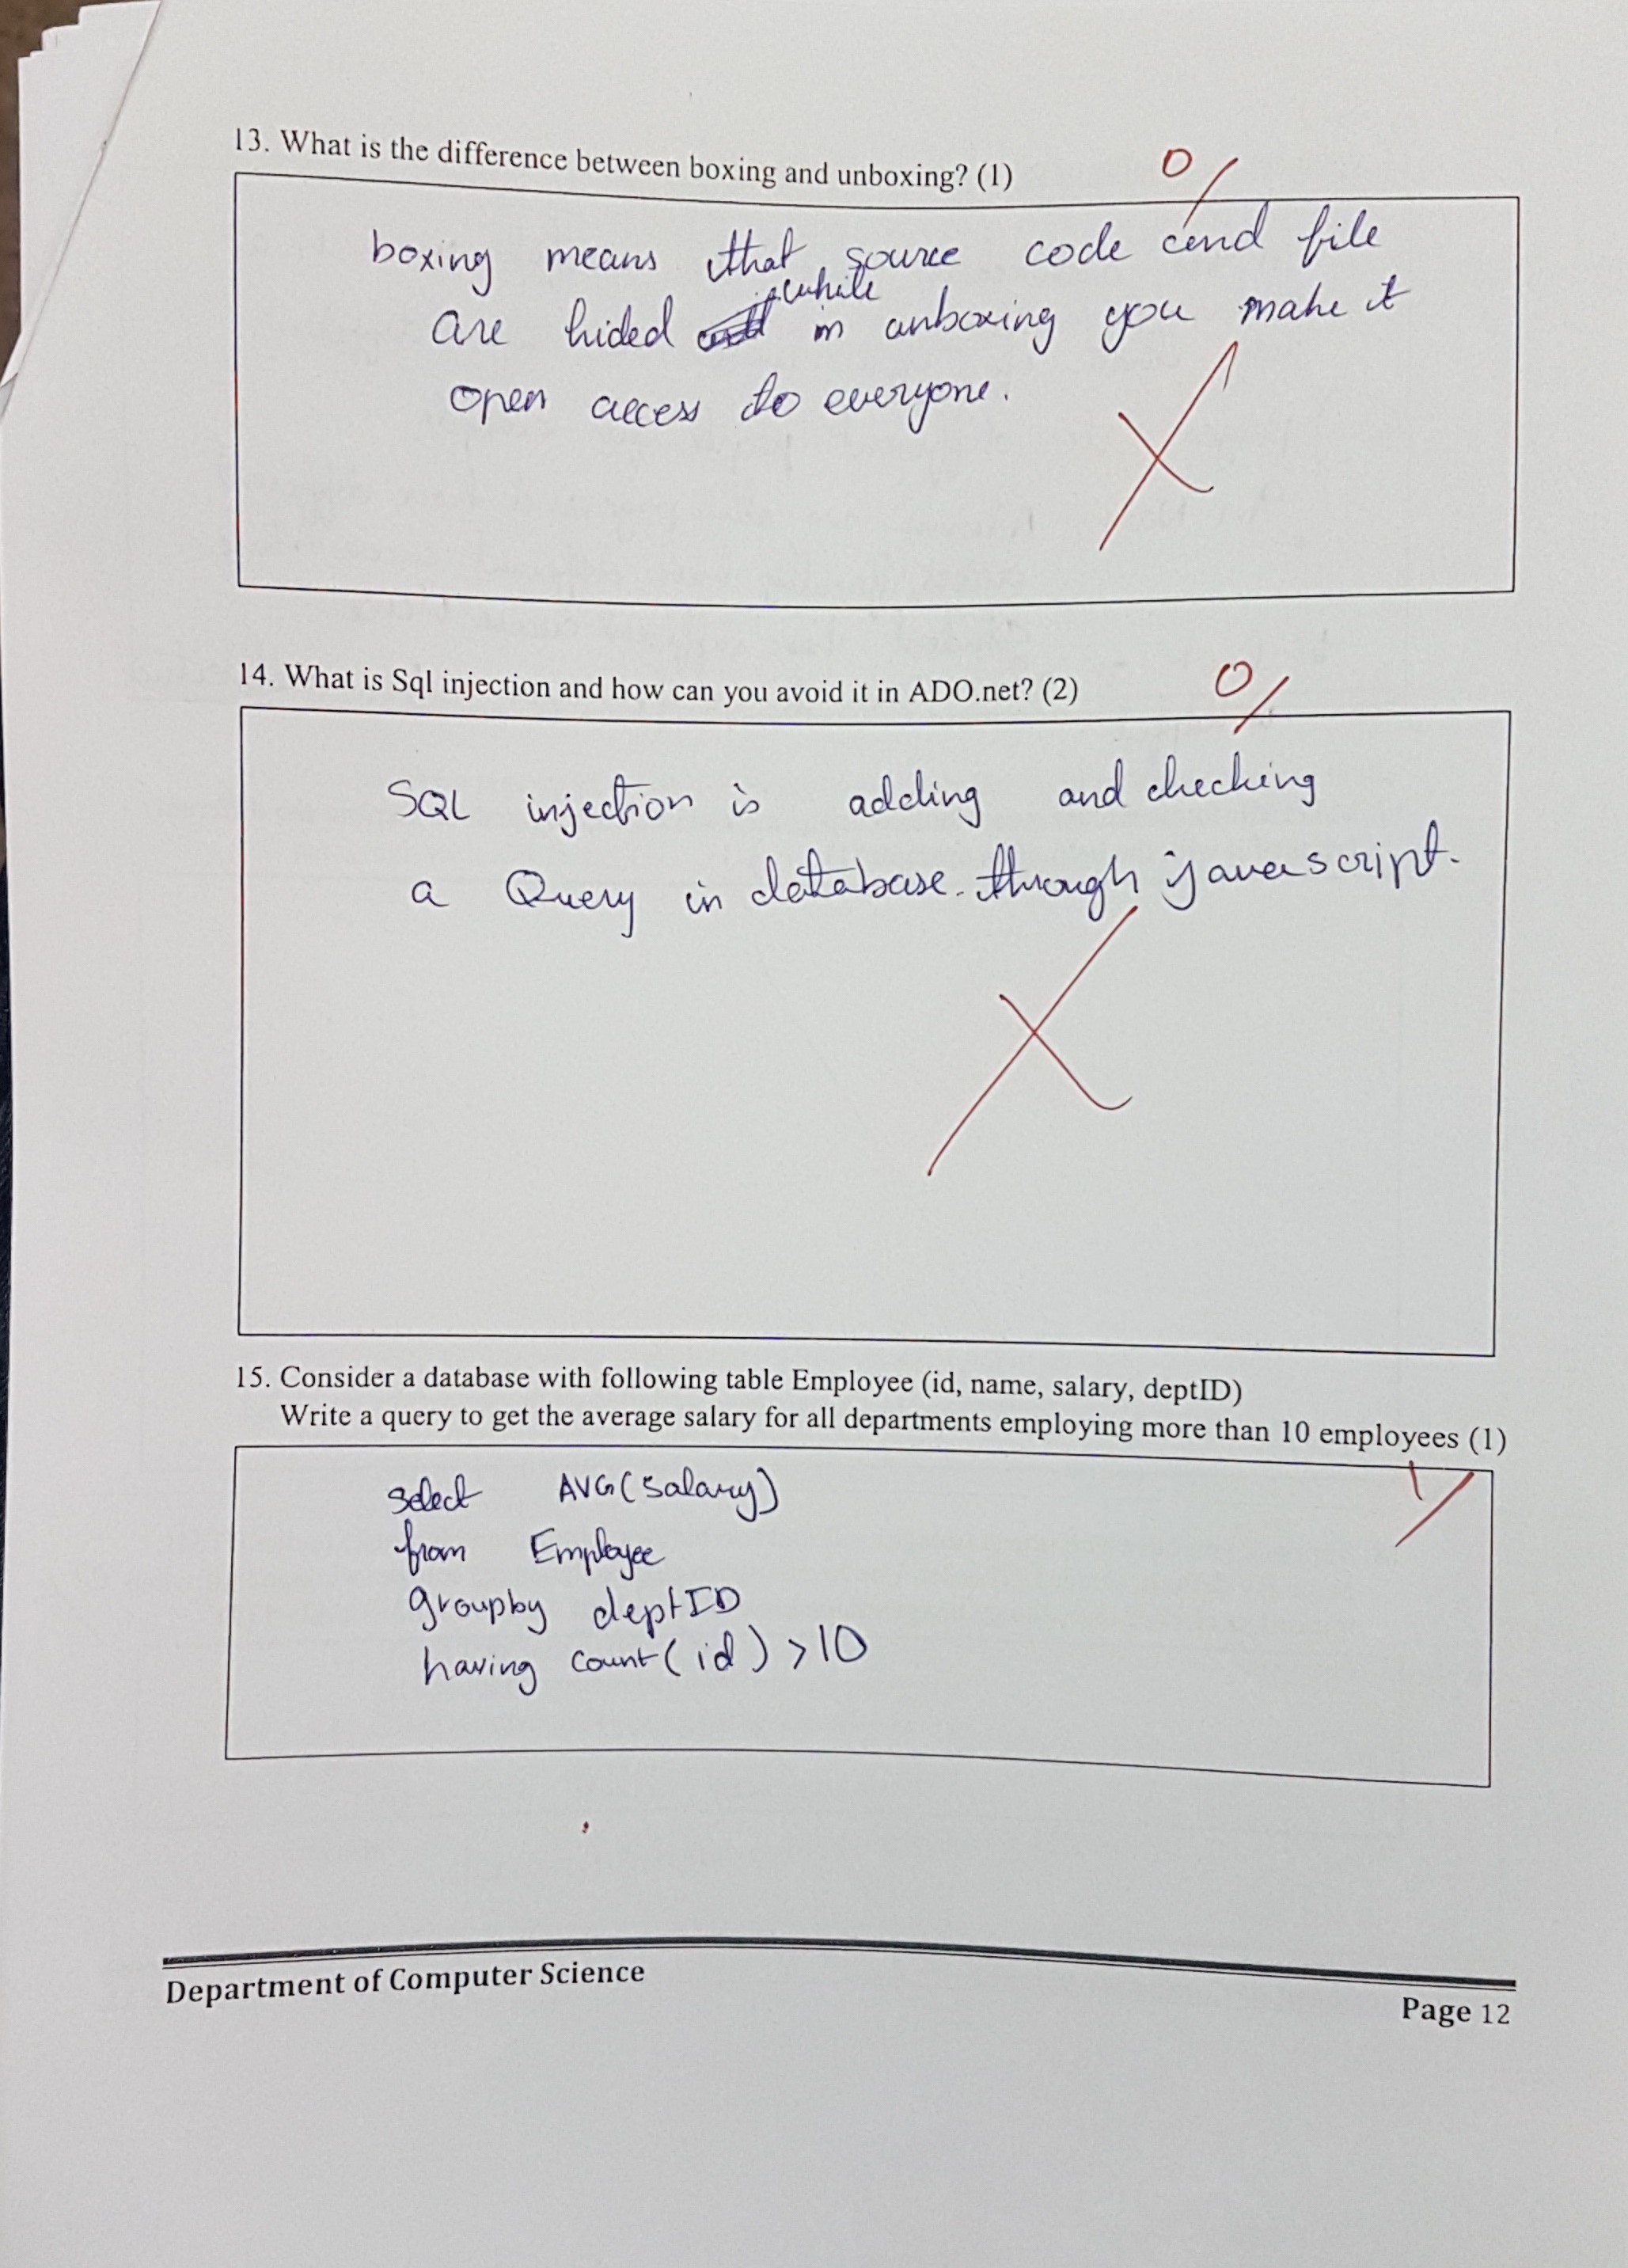 13. What is the difference between boxing and unboxing? (1)
0
boxing means that source code and file
are hided while in unboxing you make it
open access to everyone.
14. What is Sql injection and how can you avoid it in ADO.net? (2)
0
SQL injection is adding and checking
a Query in database through javascript.
15. Consider a database with following table Employee (id, name, salary, deptID)
Write a query to get the average salary for all departments employing more than 10 employees (1)
1
select AVG(salary)
from Employee
groupby deptID
having count(id) >10
Department of Computer Science
Page 12